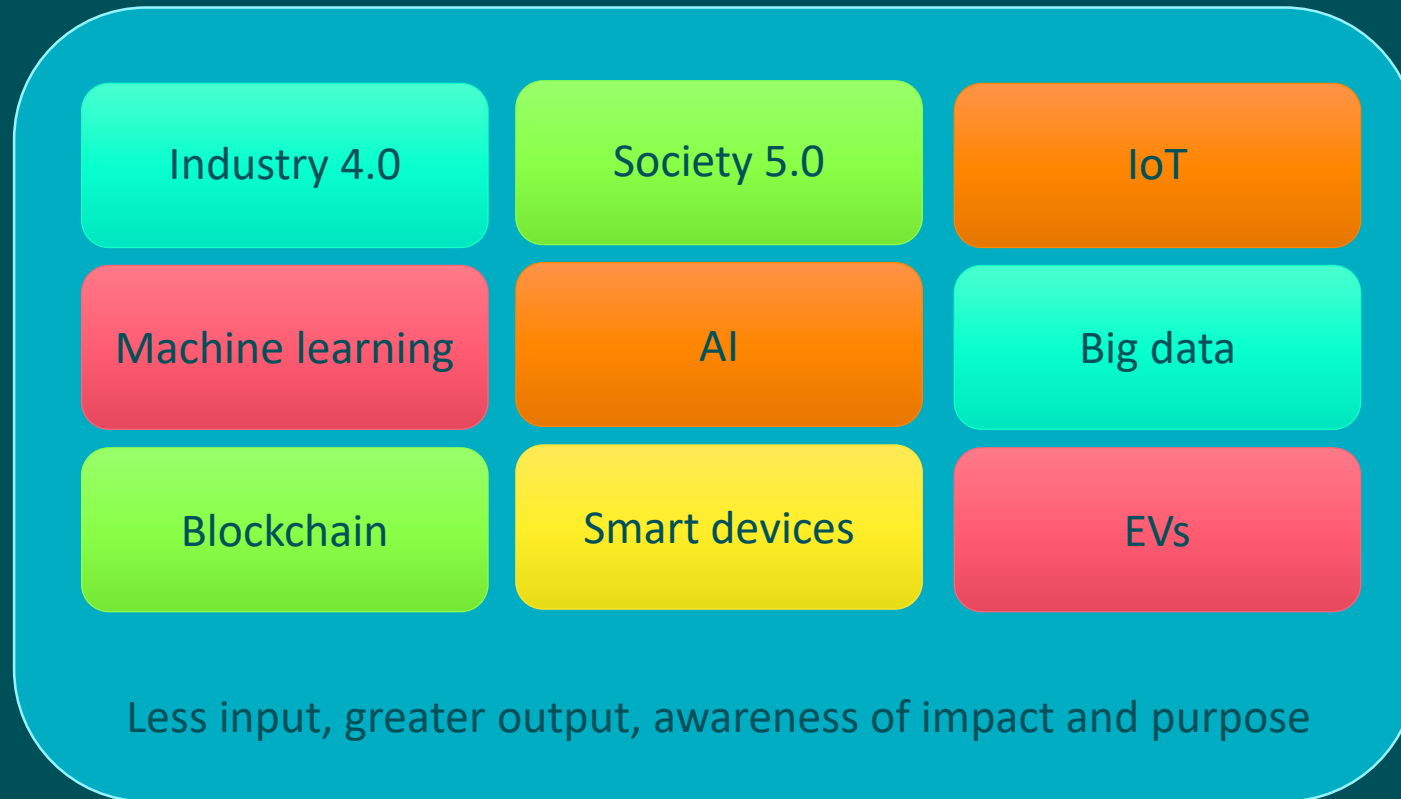 Industry 4.0
Society 5.0
IoT
Machine learning
AI
Big data
Blockchain
Smart devices
EVs
Less input, greater output, awareness of impact and purpose